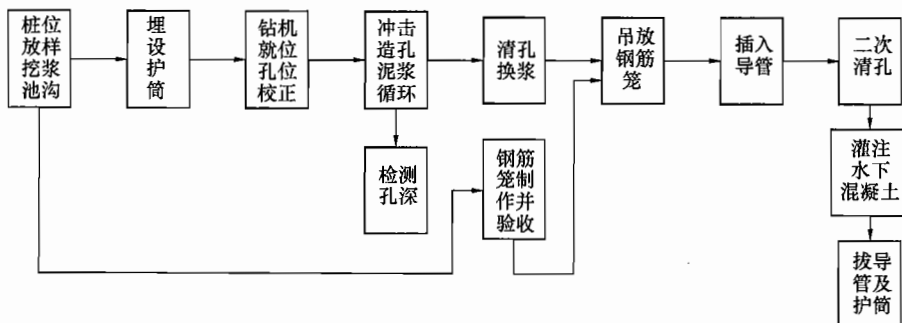 桩位
放样
挖浆
池沟
埋
设
护
筒
钻机
就位
孔位
校正
冲击
造孔
泥浆
循环
清孔
换浆
吊放
钢筋
笼
插入
导管
二次
清孔
检测
孔深
钢筋
笼制
作并
验收
灌注
水下
混凝土
拔导
管及
护筒